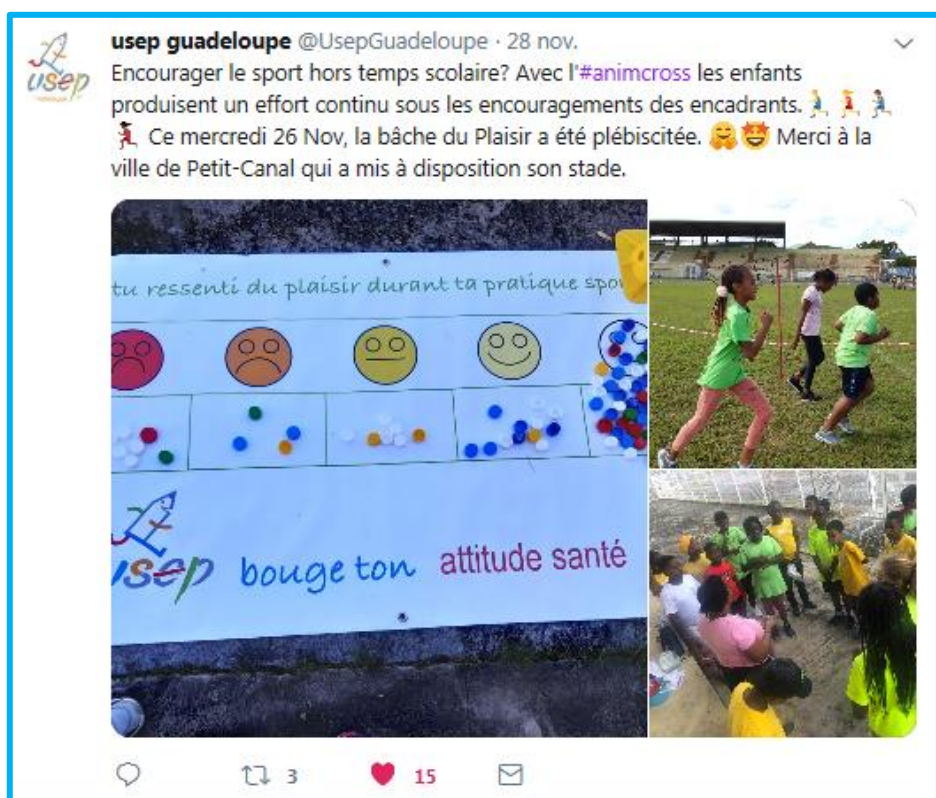 usep guadeloupe @UsepGuadeloupe · 28 nov.
Encourager le sport hors temps scolaire? Avec l'#animcross les enfants
produisent un effort continu sous les encouragements des encadrants.
Ce mercredi 26 Nov, la bâche du Plaisir a été plébiscitée. Merci à la
ville de Petit-Canal qui a mis à disposition son stade.
usep
tu ressenti du plaisir durant ta pratique spo
usep bouge ton attitude santé
3 15